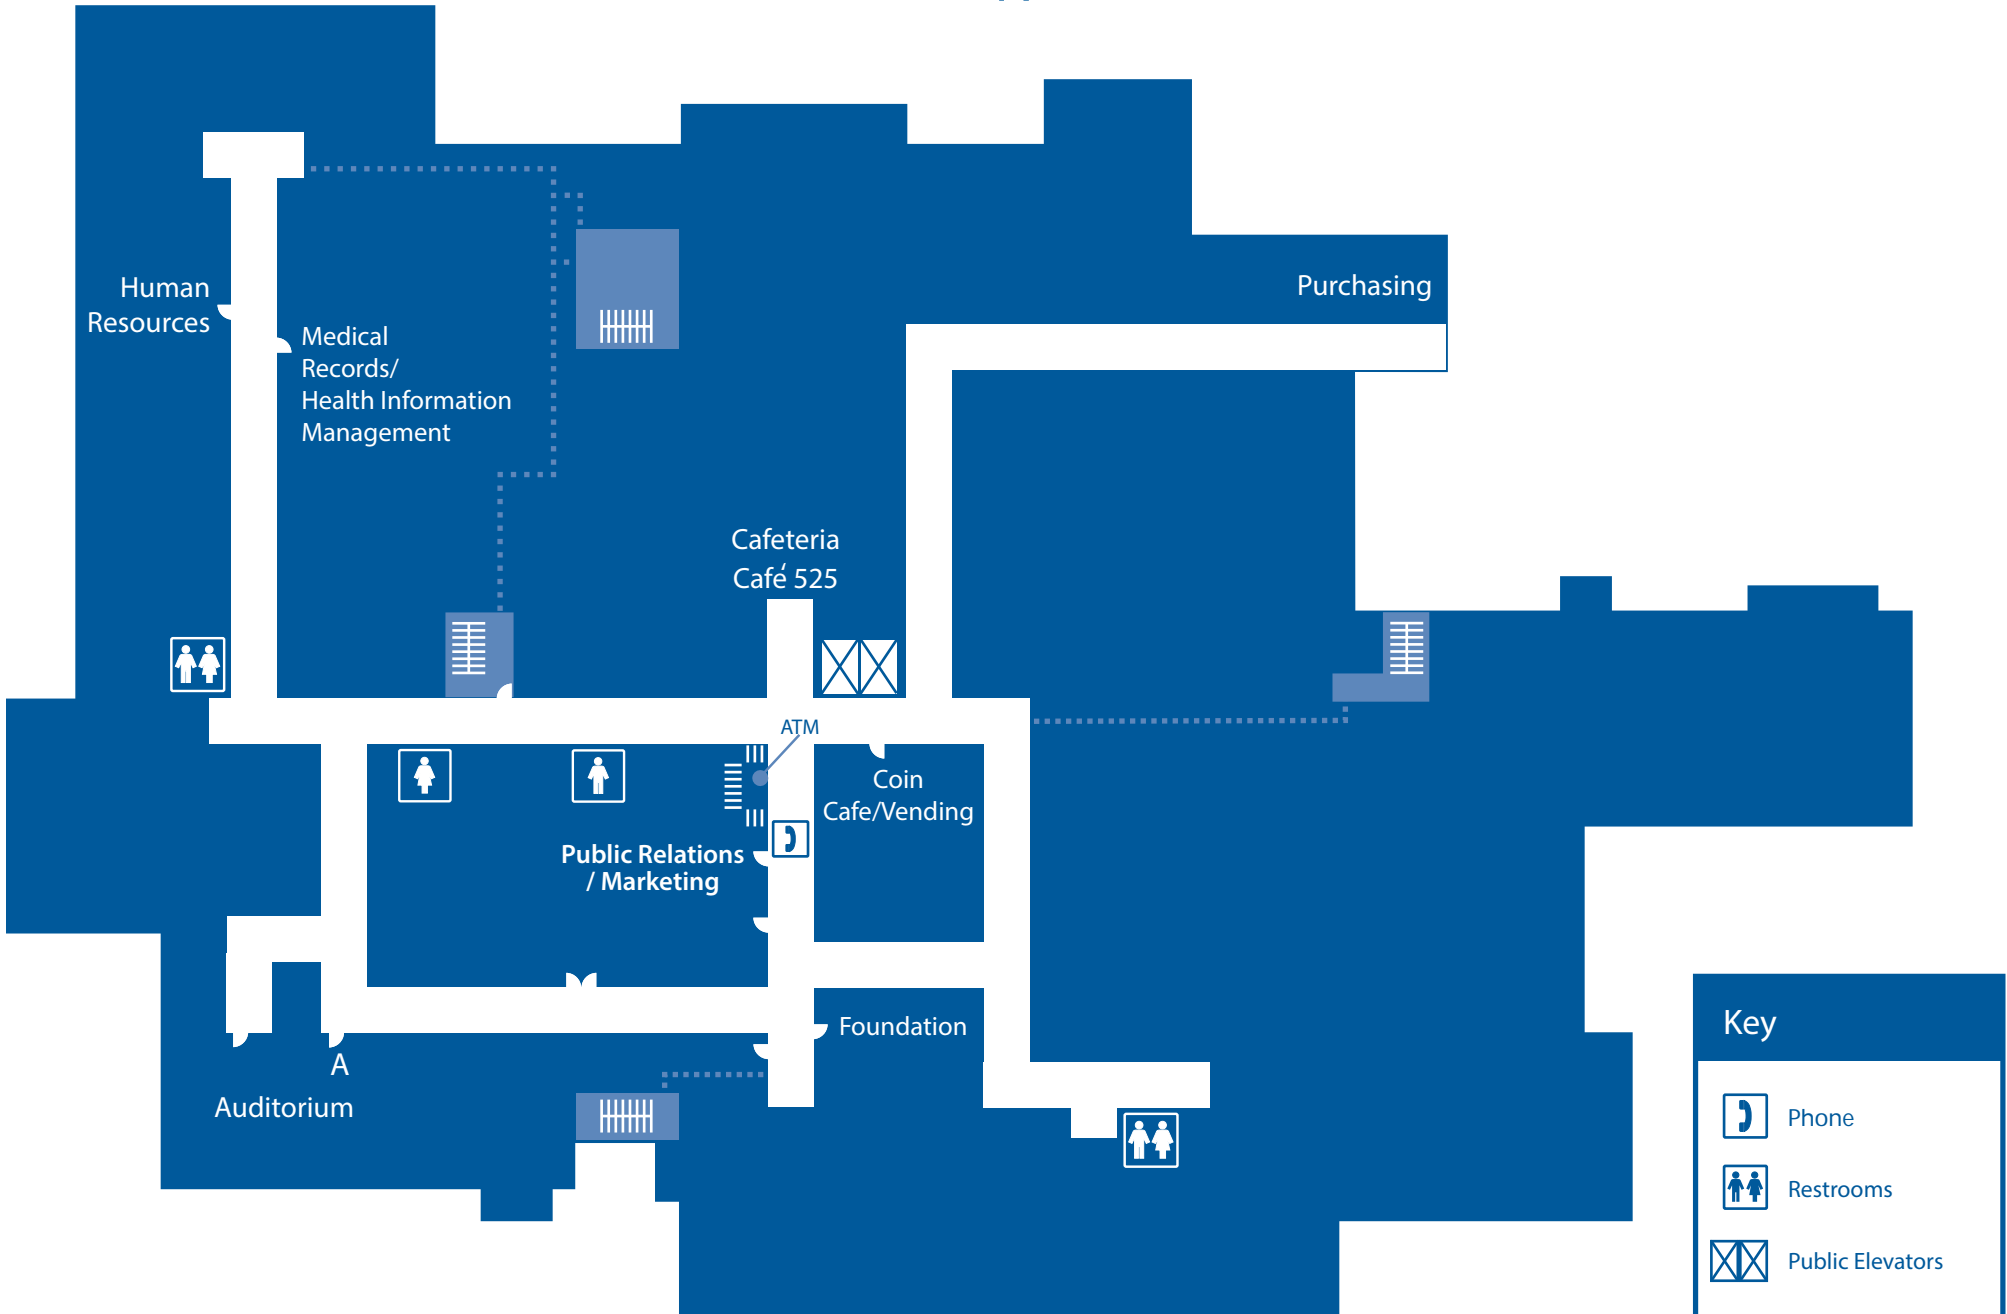 Human
Resources
Medical
Records/
Health Information
Management
Purchasing
Cafeteria
Café 525
ATM
Coin
Cafe/Vending
Public Relations
/ Marketing
Foundation
A
Auditorium
Key
Phone
Restrooms
Public Elevators